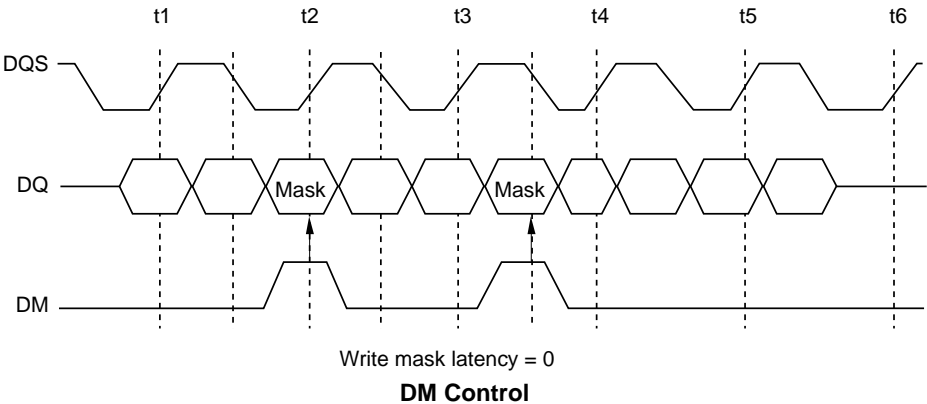 t1 t2 t3 t4 t5 t6
DQS
DQ Mask Mask
DM
Write mask latency = 0
DM Control